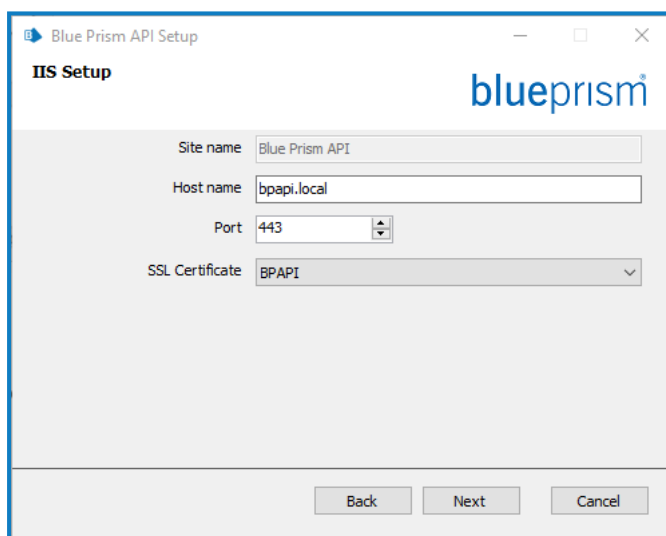 Blue Prism API Setup
IIS Setup
blueprism®
Site name Blue Prism API
Host name bpapi.local
Port 443
SSL Certificate BPAPI
Back Next Cancel